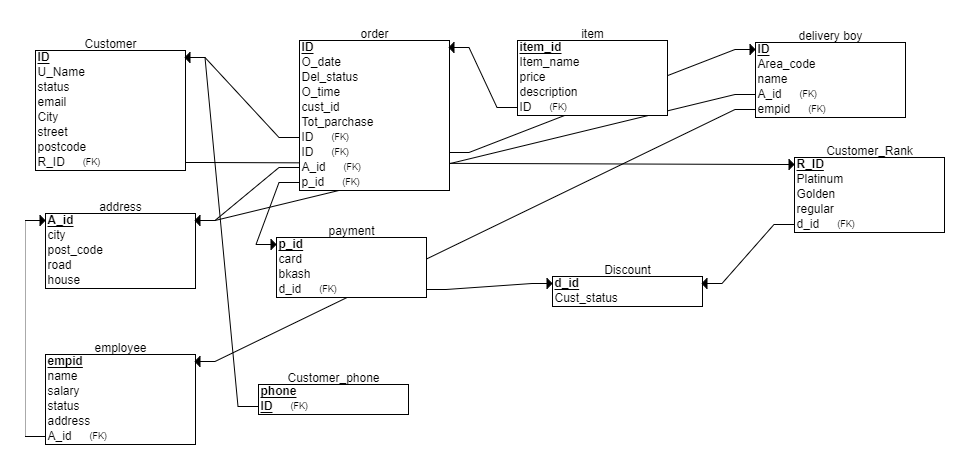 Customer
ID
U_Name
status
email
City
street
postcode
R_ID (FK)
order
ID
O_date
Del_status
O_time
cust_id
Tot_parchase
ID (FK)
ID (FK)
A_id (FK)
p_id (FK)
item
item_id
Item_name
price
description
ID (FK)
delivery boy
ID
Area_code
name
A_id (FK)
empid (FK)
Customer_Rank
R_ID
Platinum
Golden
regular
d_id (FK)
address
A_id
city
post_code
road
house
payment
p_id
card
bkash
d_id (FK)
Discount
d_id
Cust_status
employee
empid
name
salary
status
address
A_id (FK)
Customer_phone
phone
ID (FK)